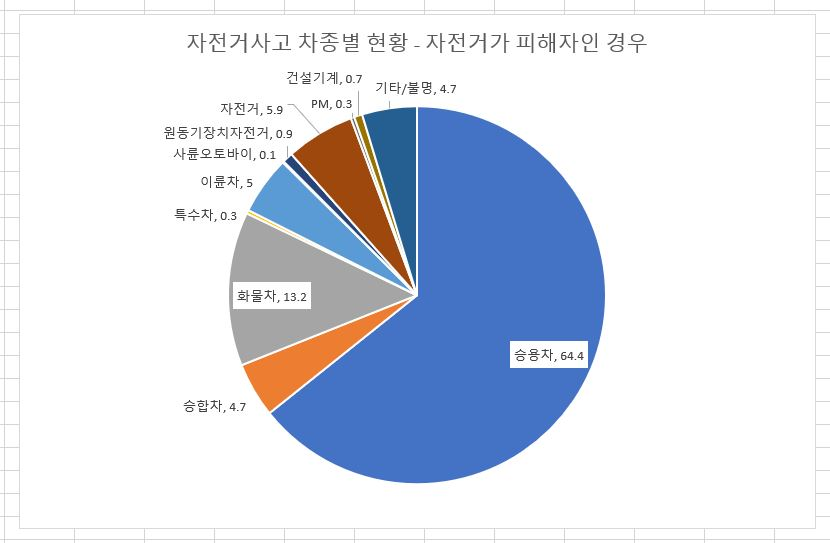 자전거사고 차종별 현황 - 자전거가 피해자인 경우
건설기계, 0.7
기타/불명, 4.7
PM, 0.3
자전거, 5.9
원동기장치자전거, 0.9
사륜오토바이, 0.1
이륜차, 5
특수차, 0.3
화물차, 13.2
승용차, 64.4
승합차, 4.7